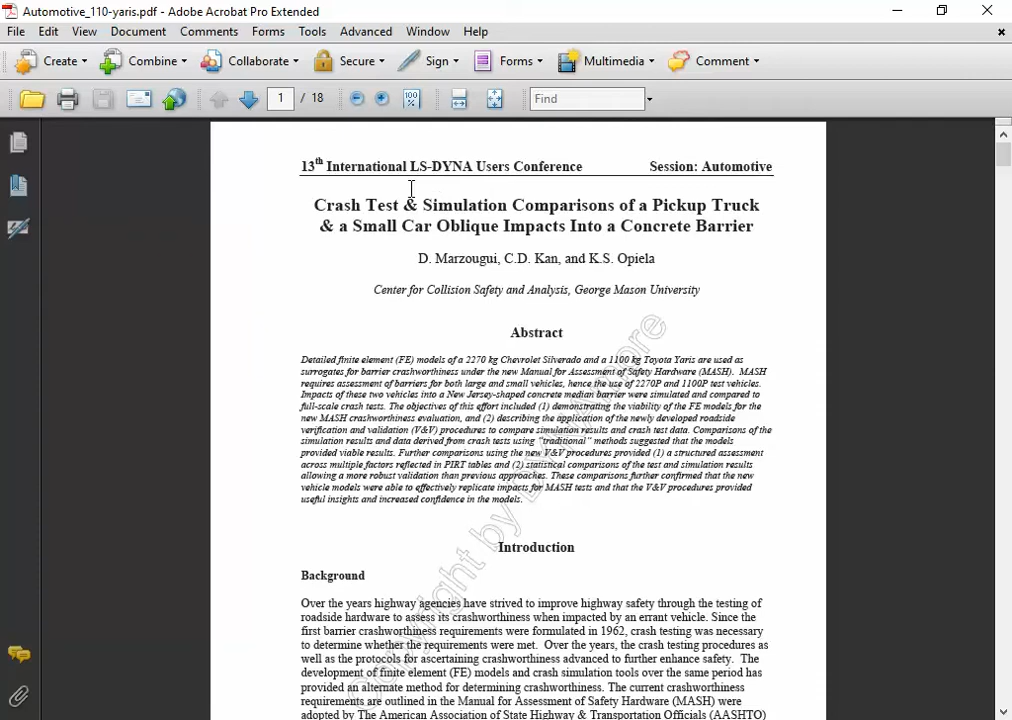 Automotive_110-yaris.pdf - Adobe Acrobat Pro Extended
File Edit View Document Comments Forms Tools Advanced Window Help
Create Combine Collaborate Secure Sign Forms Multimedia Comment
1 / 18 100 % Find
13th International LS-DYNA Users Conference Session: Automotive
Crash Test & Simulation Comparisons of a Pickup Truck
& a Small Car Oblique Impacts Into a Concrete Barrier
D. Marzougui, C.D. Kan, and K.S. Opiela
Center for Collision Safety and Analysis, George Mason University
Abstract
Detailed finite element (FE) models of a 2270 kg Chevrolet Silverado and a 1100 kg Toyota Yaris are used as
surrogates for barrier crashworthiness under the new Manual for Assessment of Safety Hardware (MASH). MASH
requires assessment of barriers for both large and small vehicles, hence the use of 2270P and 1100P test vehicles.
Impacts of these two vehicles into a New Jersey-shaped concrete median barrier were simulated and compared to
full-scale crash tests. The objectives of this effort included (1) demonstrating the viability of the FE models for the
new MASH crashworthiness evaluation, and (2) describing the application of the newly developed roadside
verification and validation (V&V) procedures to compare simulation results and crash test data. Comparisons of the
simulation results and data derived from crash tests using "traditional" methods suggested that the models
provided viable results. Further comparisons using the new V&V procedures provided (1) a structured assessment
across multiple factors reflected in PIRT tables and (2) statistical comparisons of the test and simulation results
allowing a more robust validation than previous approaches. These comparisons further confirmed that the new
vehicle models were able to effectively replicate impacts for MASH tests and that the V&V procedures provided
useful insights and increased confidence in the models.
Introduction
Background
Over the years highway agencies have strived to improve highway safety through the testing of
roadside hardware to assess its crashworthiness when impacted by an errant vehicle. Since the
first barrier crashworthiness requirements were formulated in 1962, crash testing was necessary
to determine whether the requirements were met. Over the years, the crash testing procedures as
well as the protocols for ascertaining crashworthiness advanced to further enhance safety. The
development of finite element (FE) models and crash simulation tools over the same period has
provided an alternate method for determining crashworthiness. The current crashworthiness
requirements are outlined in the Manual for Assessment of Safety Hardware (MASH) were
adopted by The American Association of State Highway & Transportation Officials (AASHTO)
Copyright by DYNAmore